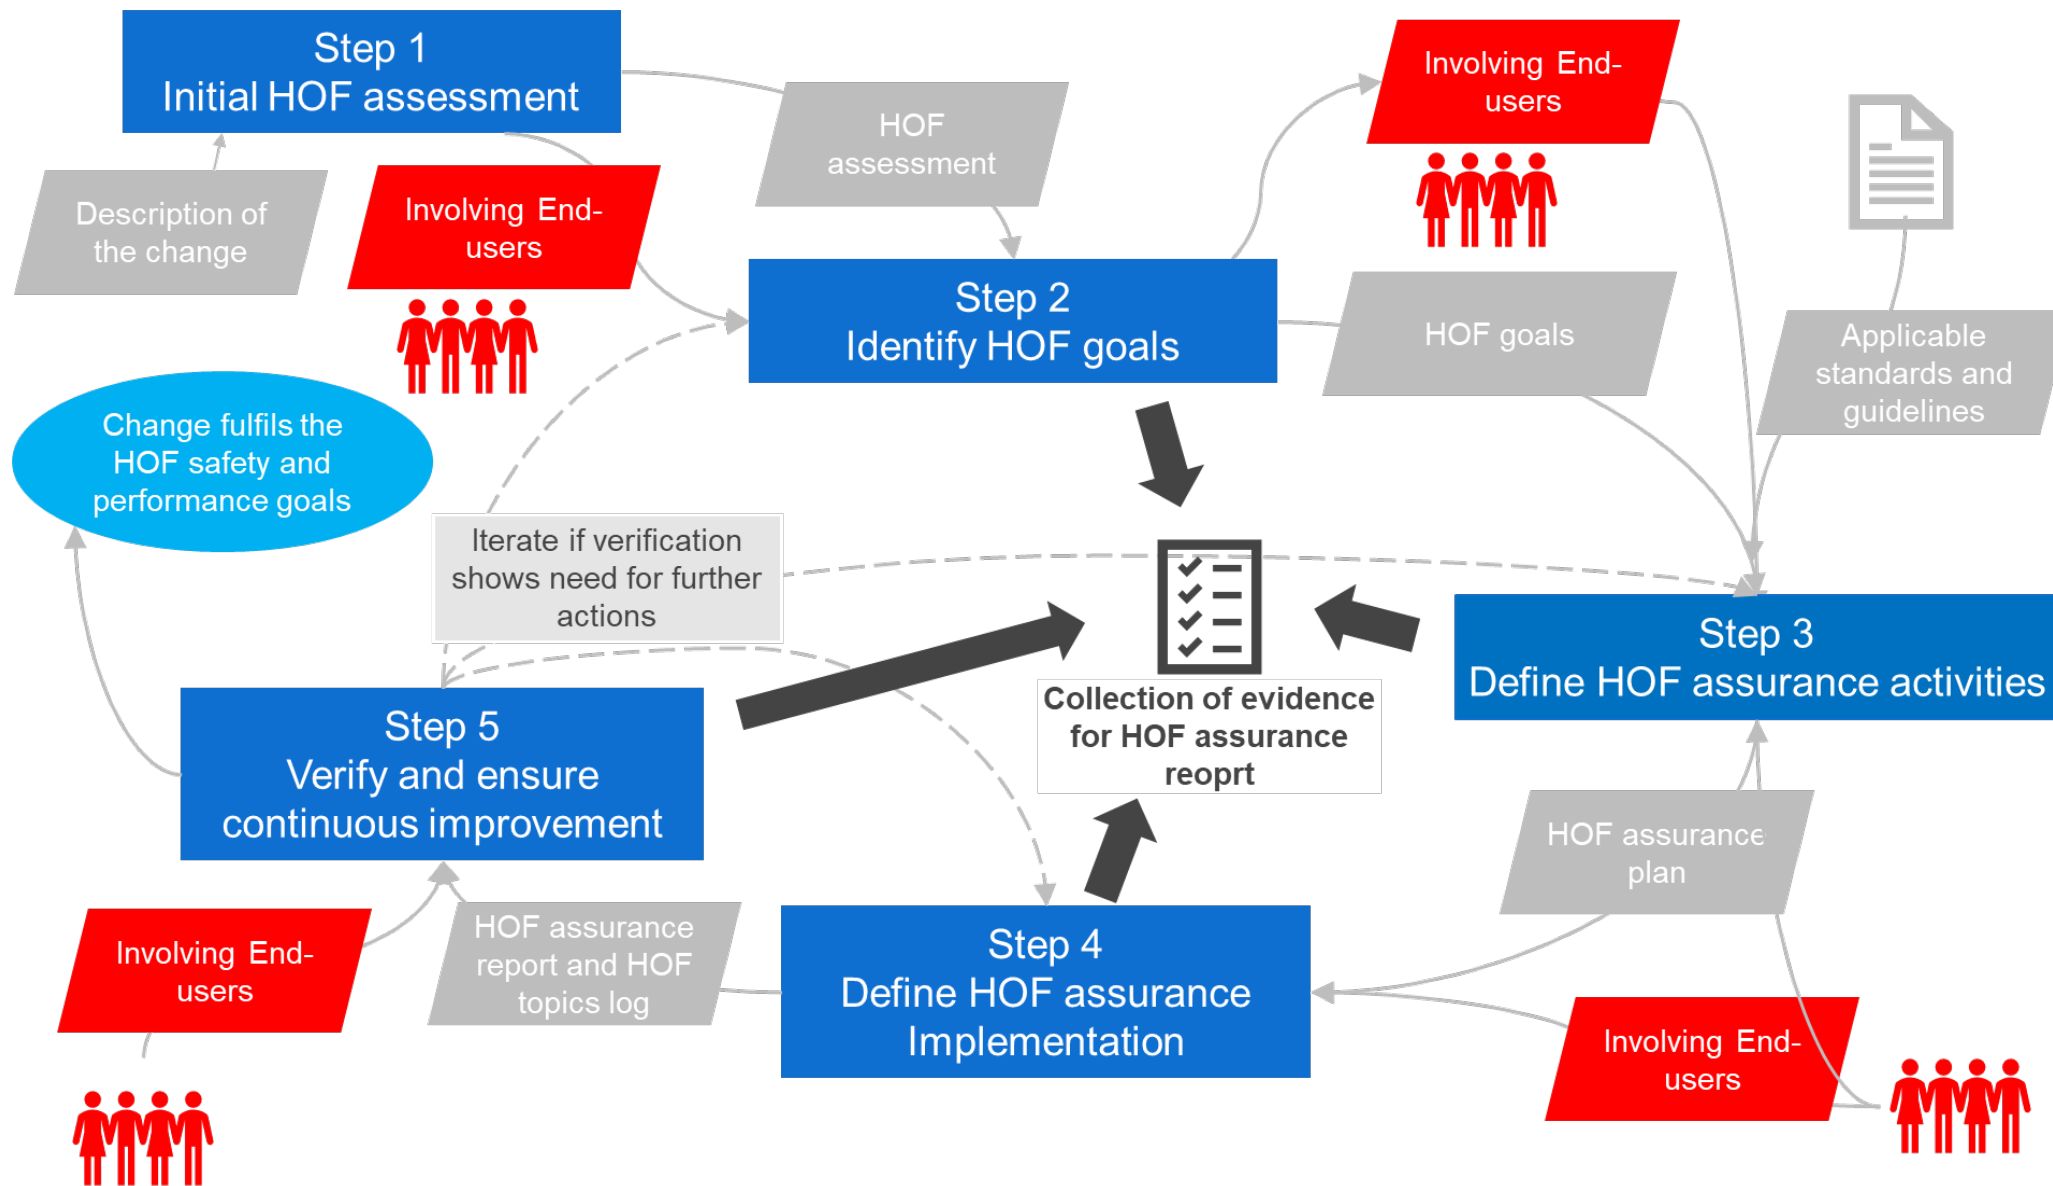 Step 1
Initial HOF assessment
Description of
the change
Involving End-
users
HOF
assessment
Step 2
Identify HOF goals
Involving End-
users
HOF goals
Applicable
standards and
guidelines
Change fulfils the
HOF safety and
performance goals
Iterate if verification
shows need for further
actions
Step 3
Define HOF assurance activities
Collection of evidence
for HOF assurance
reoprt
Step 5
Verify and ensure
continuous improvement
HOF assurance
plan
Involving End-
users
HOF assurance
report and HOF
topics log
Step 4
Define HOF assurance
Implementation
Involving End-
users